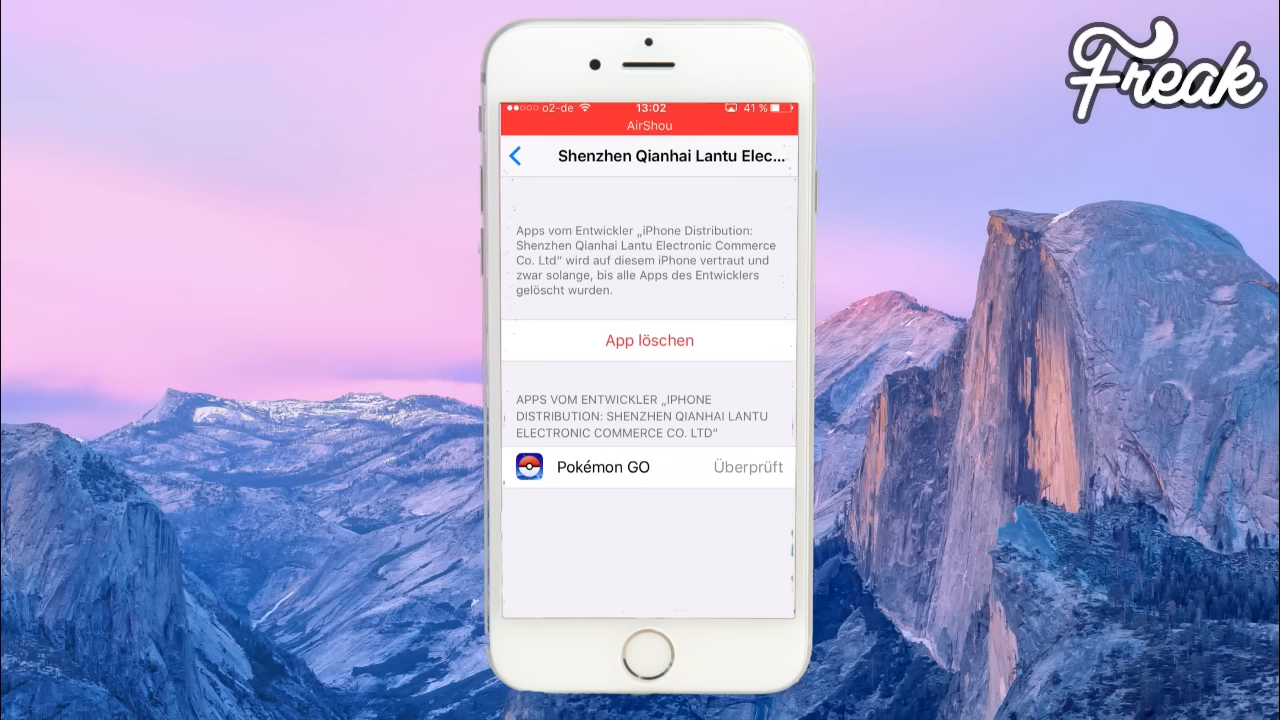 Freak
o2-de 13:02 41 %
AirShou
Shenzhen Qianhai Lantu Elec...
Apps vom Entwickler „iPhone Distribution:
Shenzhen Qianhai Lantu Electronic Commerce
Co. Ltd“ wird auf diesem iPhone vertraut und
zwar solange, bis alle Apps des Entwicklers
gelöscht wurden.
App löschen
APPS VOM ENTWICKLER „IPHONE
DISTRIBUTION: SHENZHEN QIANHAI LANTU
ELECTRONIC COMMERCE CO. LTD“
Pokémon GO Überprüft